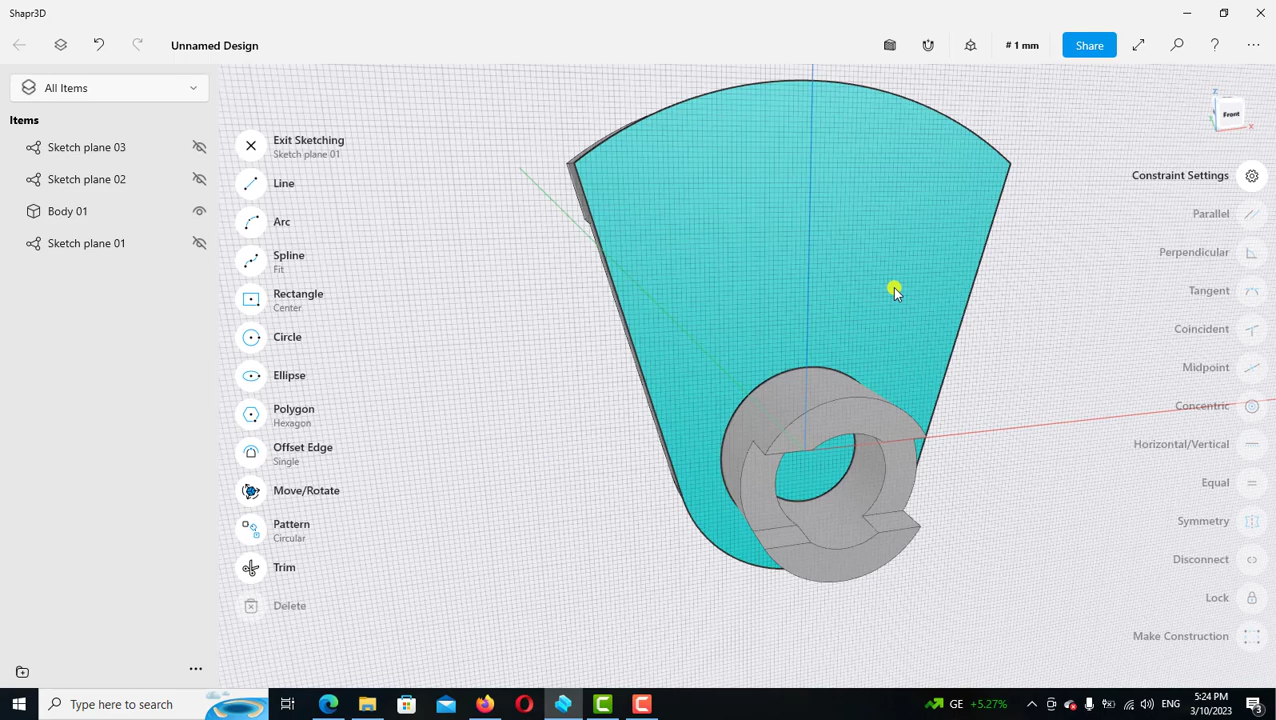 Shapr3D
Unnamed Design
# 1 mm
Share
All Items
Items
Sketch plane 03
Sketch plane 02
Body 01
Sketch plane 01
Exit Sketching
Sketch plane 01
Line
Arc
Spline
Fit
Rectangle
Center
Circle
Ellipse
Polygon
Hexagon
Offset Edge
Single
Move/Rotate
Pattern
Circular
Trim
Delete
Z
Front
X
Constraint Settings
Parallel
Perpendicular
Tangent
Coincident
Midpoint
Concentric
Horizontal/Vertical
Equal
Symmetry
Disconnect
Lock
Make Construction
Type here to search
GE +5.27%
ENG
5:24 PM
3/10/2023
3